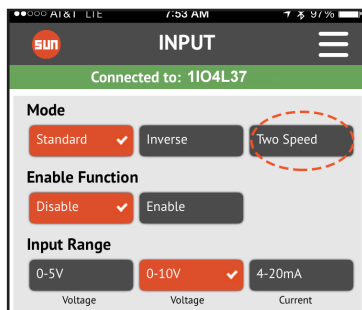 ●●○○○ AT&T LTE 7:53 AM 97%
sun INPUT
Connected to: 1IO4L37
Mode
Standard Inverse Two Speed
Enable Function
Disable Enable
Input Range
0-5V 0-10V 4-20mA
Voltage Voltage Current